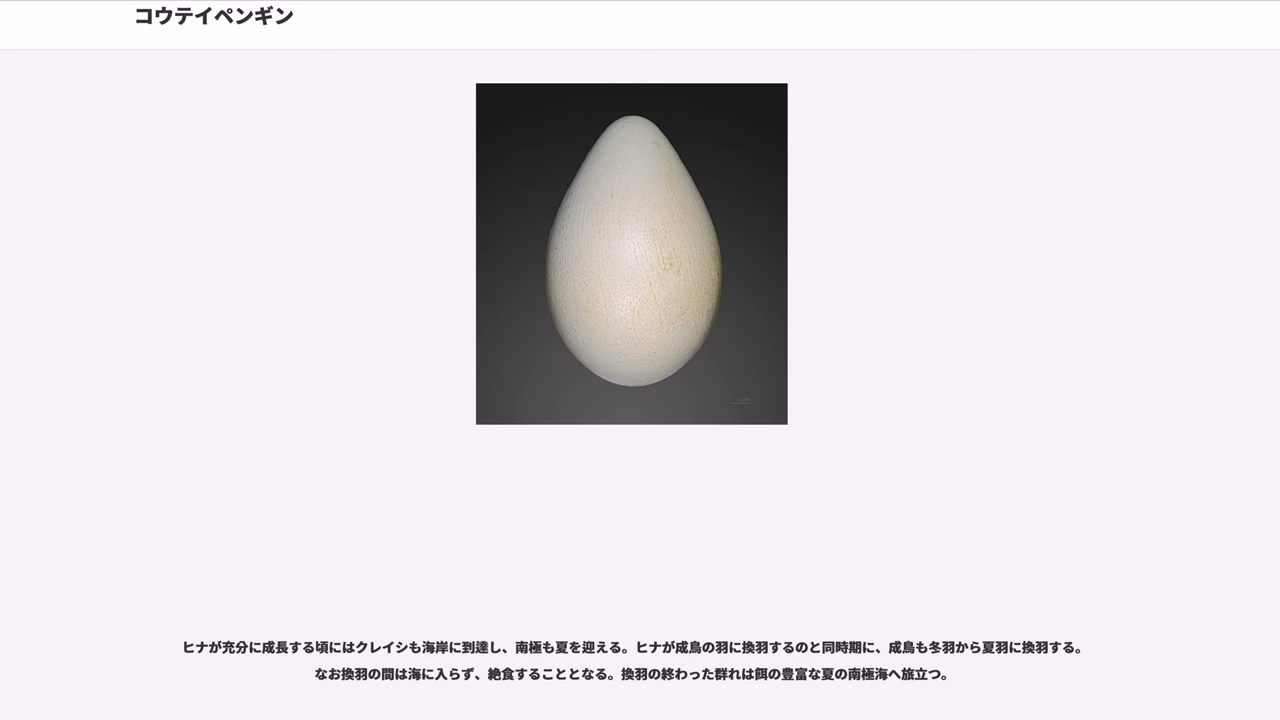 コウテイペンギン
ヒナが充分に成長する頃にはクレイシも海岸に到達し、南極も夏を迎える。ヒナが成鳥の羽に換羽するのと同時期に、成鳥も冬羽から夏羽に換羽する。
なお換羽の間は海に入らず、絶食することとなる。換羽の終わった群れは餌の豊富な夏の南極海へ旅立つ。